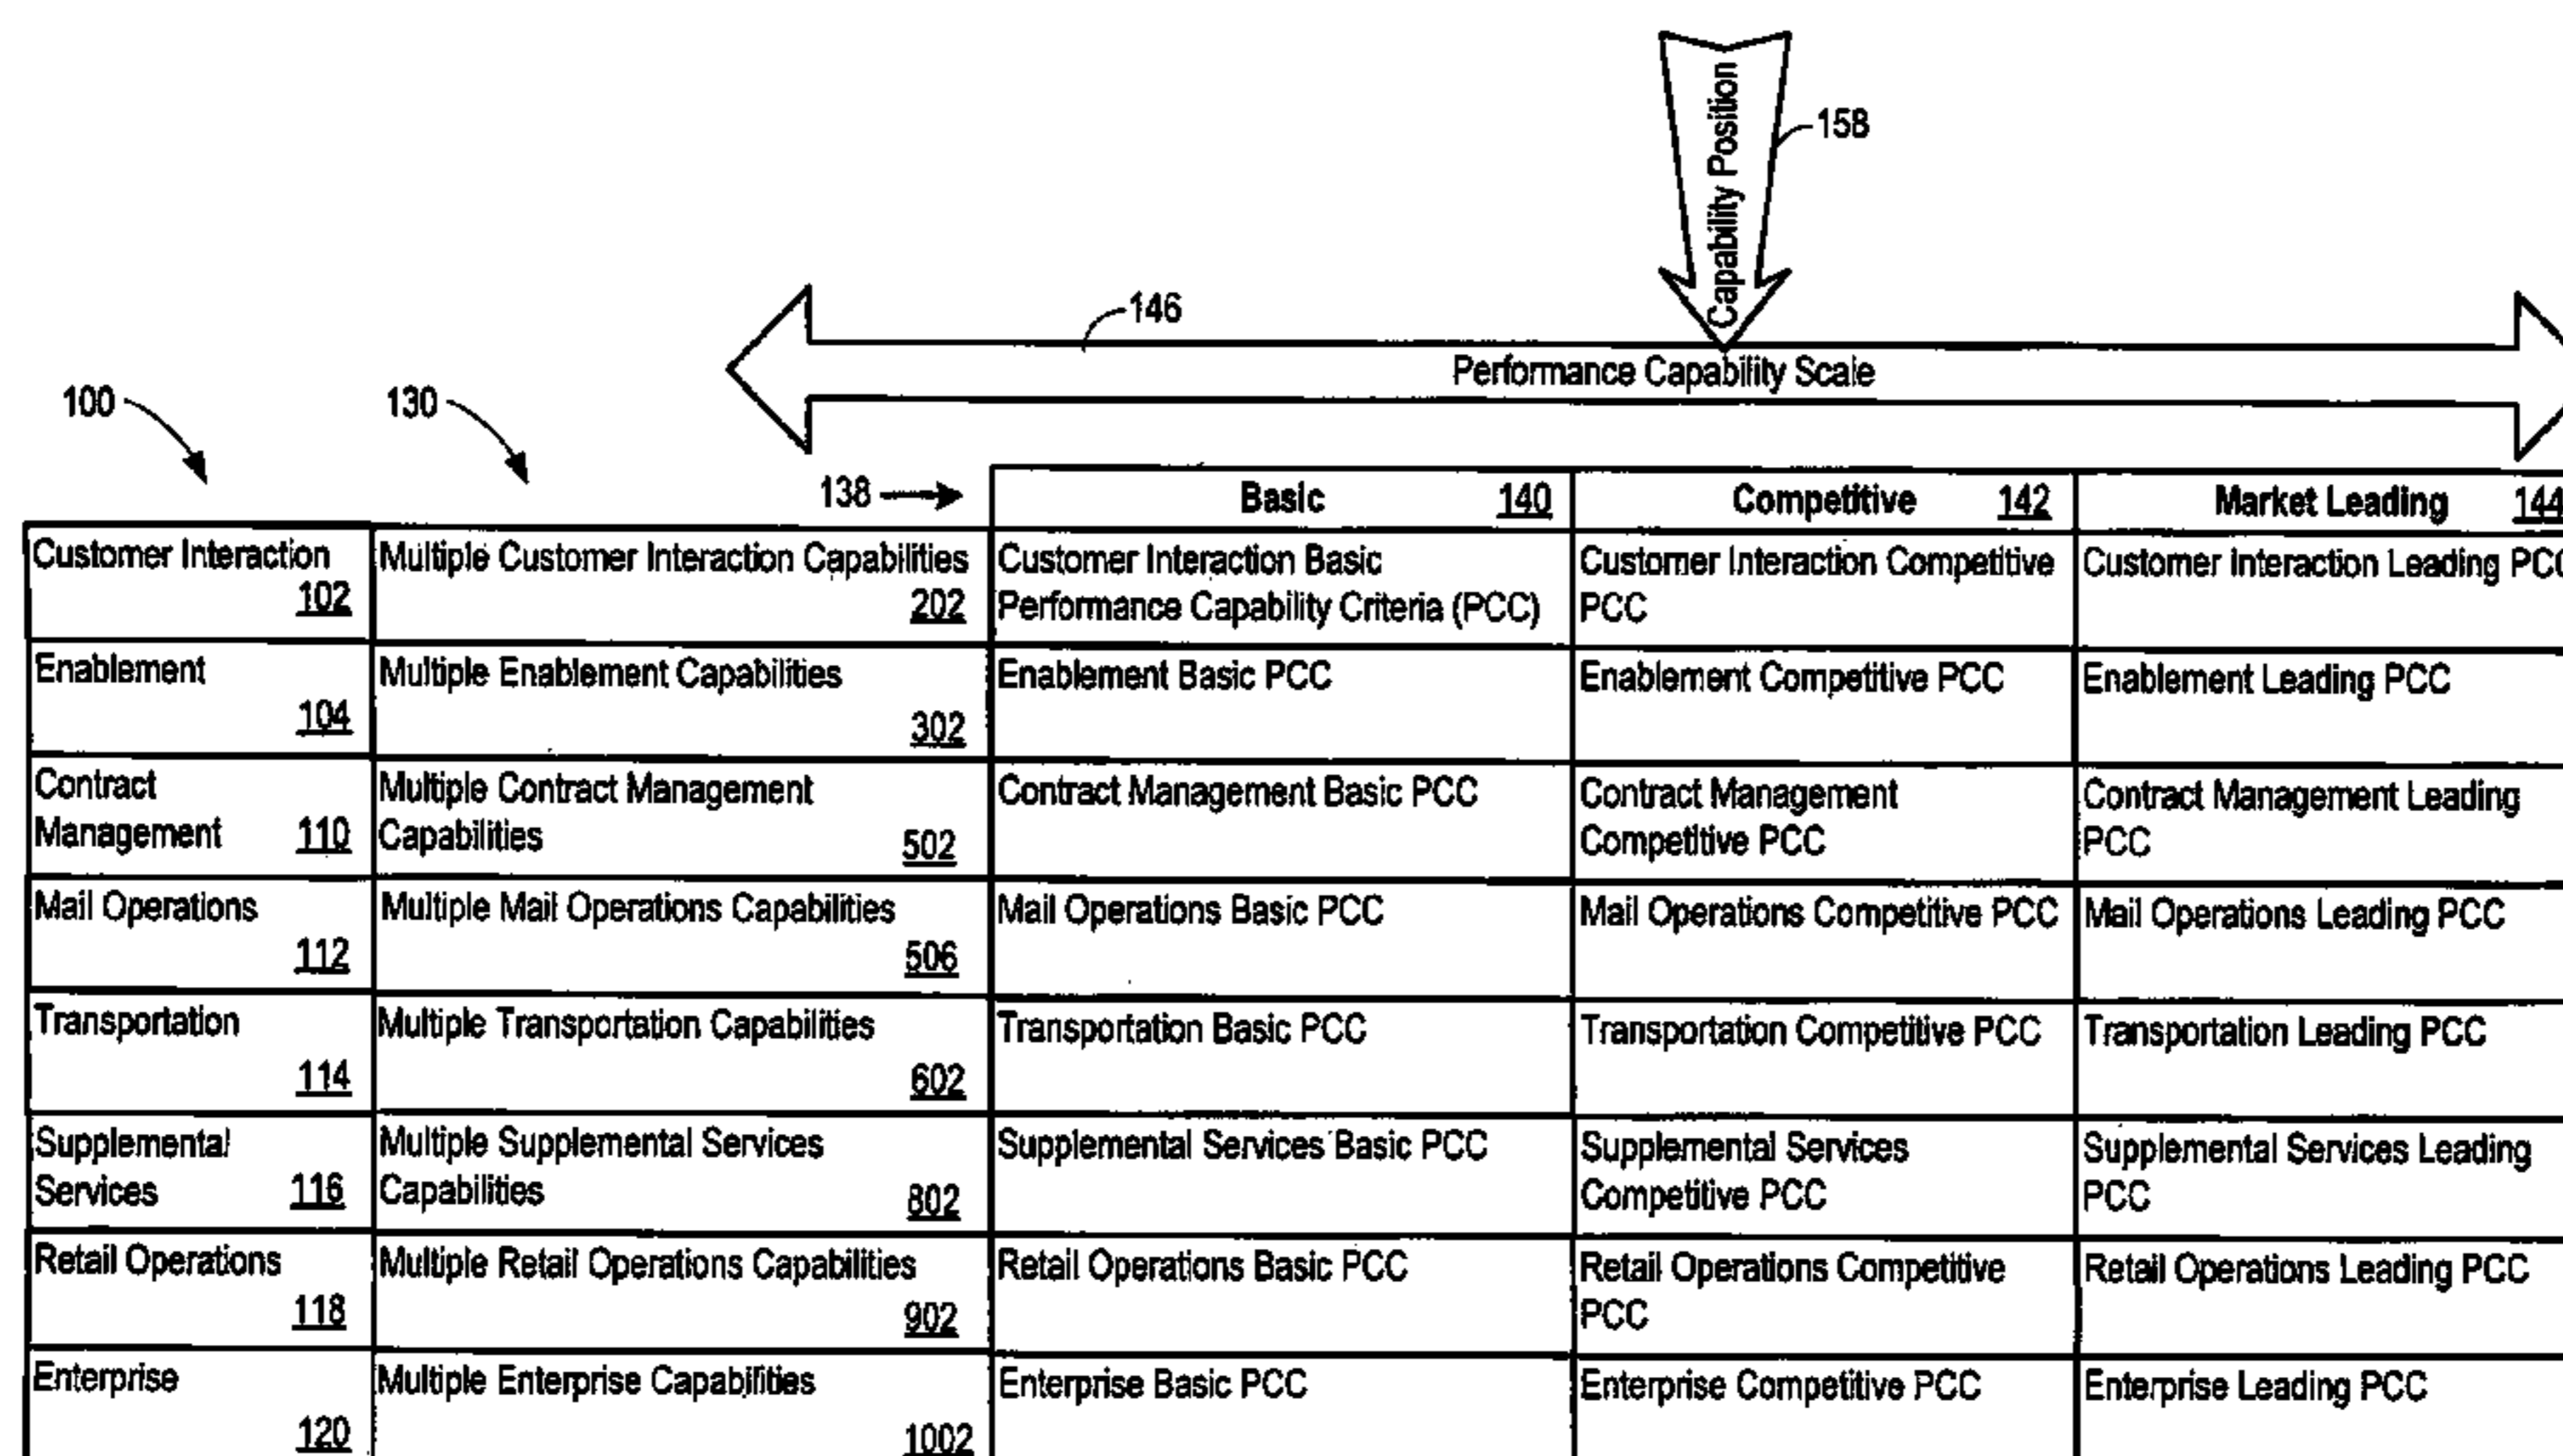 Capability Position
158
146
Performance Capability Scale
100
130
138
Basic 140 Competitive 142 Market Leading 144
Customer Interaction
102
Multiple Customer Interaction Capabilities
202
Customer Interaction Basic
Performance Capability Criteria (PCC)
Customer Interaction Competitive
PCC
Customer Interaction Leading PCC
Enablement
104
Multiple Enablement Capabilities
302
Enablement Basic PCC
Enablement Competitive PCC
Enablement Leading PCC
Contract
Management 110
Multiple Contract Management
Capabilities 502
Contract Management Basic PCC
Contract Management
Competitive PCC
Contract Management Leading
PCC
Mail Operations
112
Multiple Mail Operations Capabilities
506
Mail Operations Basic PCC
Mail Operations Competitive PCC
Mail Operations Leading PCC
Transportation
114
Multiple Transportation Capabilities
602
Transportation Basic PCC
Transportation Competitive PCC
Transportation Leading PCC
Supplemental
Services 116
Multiple Supplemental Services
Capabilities 802
Supplemental Services Basic PCC
Supplemental Services
Competitive PCC
Supplemental Services Leading
PCC
Retail Operations
118
Multiple Retail Operations Capabilities
902
Retail Operations Basic PCC
Retail Operations Competitive
PCC
Retail Operations Leading PCC
Enterprise
120
Multiple Enterprise Capabilities
1002
Enterprise Basic PCC
Enterprise Competitive PCC
Enterprise Leading PCC